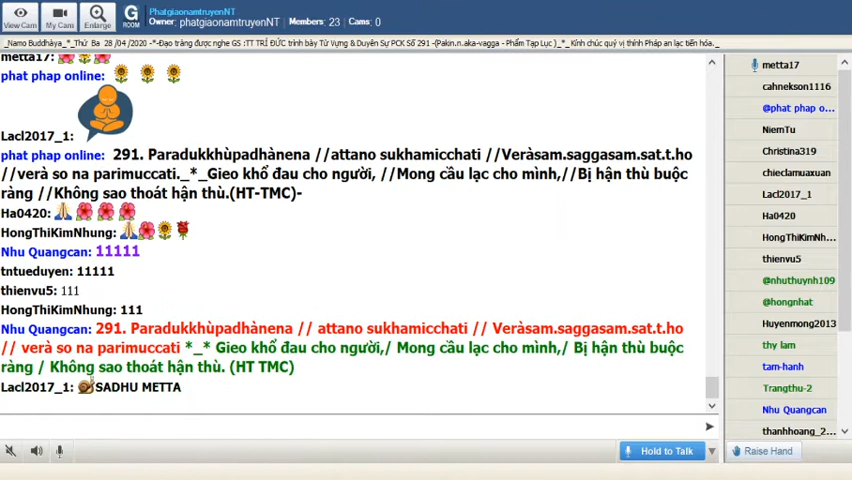 View Cam
My Cam
Enlarge
G
ROOM
PhatgiaonamtruyenNT
Owner: phatgiaonamtruyenNT Members: 23 Cams: 0
_Namo Buddhàya_*_Thứ Ba 28 /04/ 2020 -*-Đạo tràng được nghe GS :TT TRÍ ĐỨC trình bày Từ Vựng & Duyên Sự PCK Số 291 -(Pakin.n.aka-vagga - Phẩm Tạp Lục )_*_ Kính chúc quý vị thính Pháp an lạc tiến hóa._
metta17:
phat phap online:
Lacl2017_1:
phat phap online: 291. Paradukkhùpadhànena //attano sukhamicchati //Veràsam.saggasam.sat.t.ho
//verà so na parimuccati._*_Gieo khổ đau cho người, //Mong cầu lạc cho mình,//Bị hận thù buộc
ràng //Không sao thoát hận thù.(HT-TMC)-
Ha0420:
HongThiKimNhung:
Nhu Quangcan: 11111
tntueduyen: 11111
thienvu5: 111
HongThiKimNhung: 111
Nhu Quangcan: 291. Paradukkhùpadhànena // attano sukhamicchati // Veràsam.saggasam.sat.t.ho
// verà so na parimuccati *_* Gieo khổ đau cho người,/ Mong cầu lạc cho mình,/ Bị hận thù buộc
ràng / Không sao thoát hận thù. (HT TMC)
Lacl2017_1: SADHU METTA
metta17
cahnekson1116
@phat phap o...
NiemTu
Christina319
chieclamuaxuan
Lacl2017_1
Ha0420
HongThiKimNh...
thienvu5
@nhuthuynh109
@hongnhat
Huyenmong2013
thy lam
tam-hanh
Trangthu-2
Nhu Quangcan
thanhhoang_2...
Hold to Talk
Raise Hand